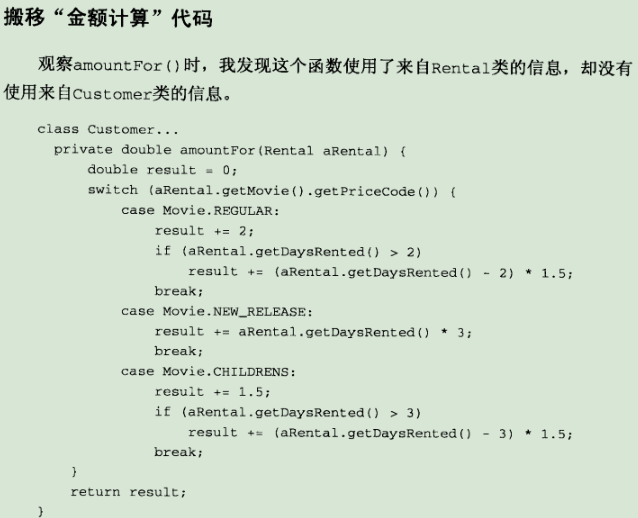 搬移“金额计算”代码
观察amountFor()时，我发现这个函数使用了来自Rental类的信息，却没有
使用来自Customer类的信息。
class Customer...
  private double amountFor(Rental aRental) {
      double result = 0;
      switch (aRental.getMovie().getPriceCode()) {
          case Movie.REGULAR:
              result += 2;
              if (aRental.getDaysRented() > 2)
                  result += (aRental.getDaysRented() - 2) * 1.5;
              break;
          case Movie.NEW_RELEASE:
              result += aRental.getDaysRented() * 3;
              break;
          case Movie.CHILDRENS:
              result += 1.5;
              if (aRental.getDaysRented() > 3)
                  result += (aRental.getDaysRented() - 3) * 1.5;
              break;
    }
    return result;
}